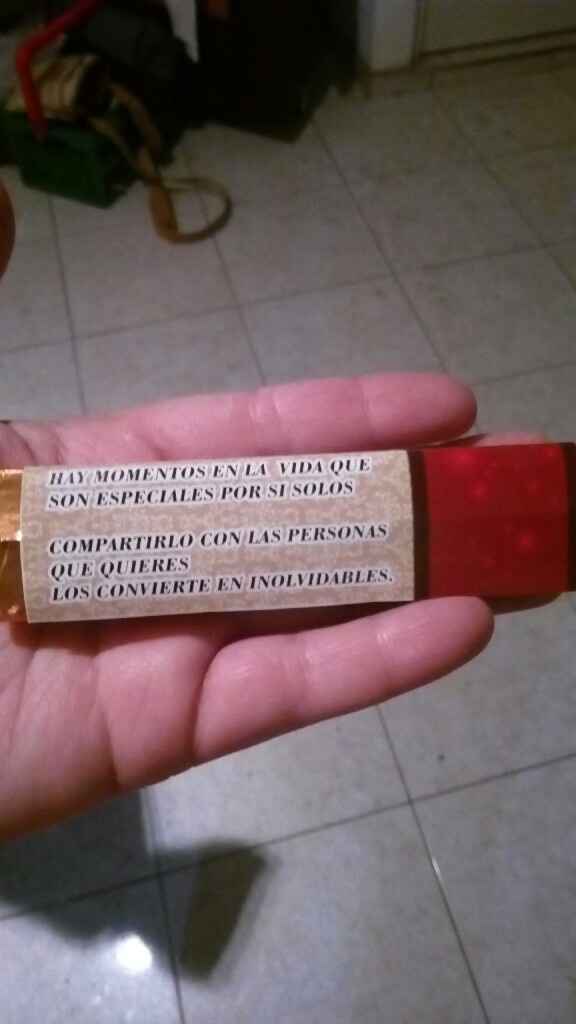 HAY MOMENTOS EN LA VIDA QUE
SON ESPECIALES POR SI SOLOS
COMPARTIRLO CON LAS PERSONAS
QUE QUIERES
LOS CONVIERTE EN INOLVIDABLES.